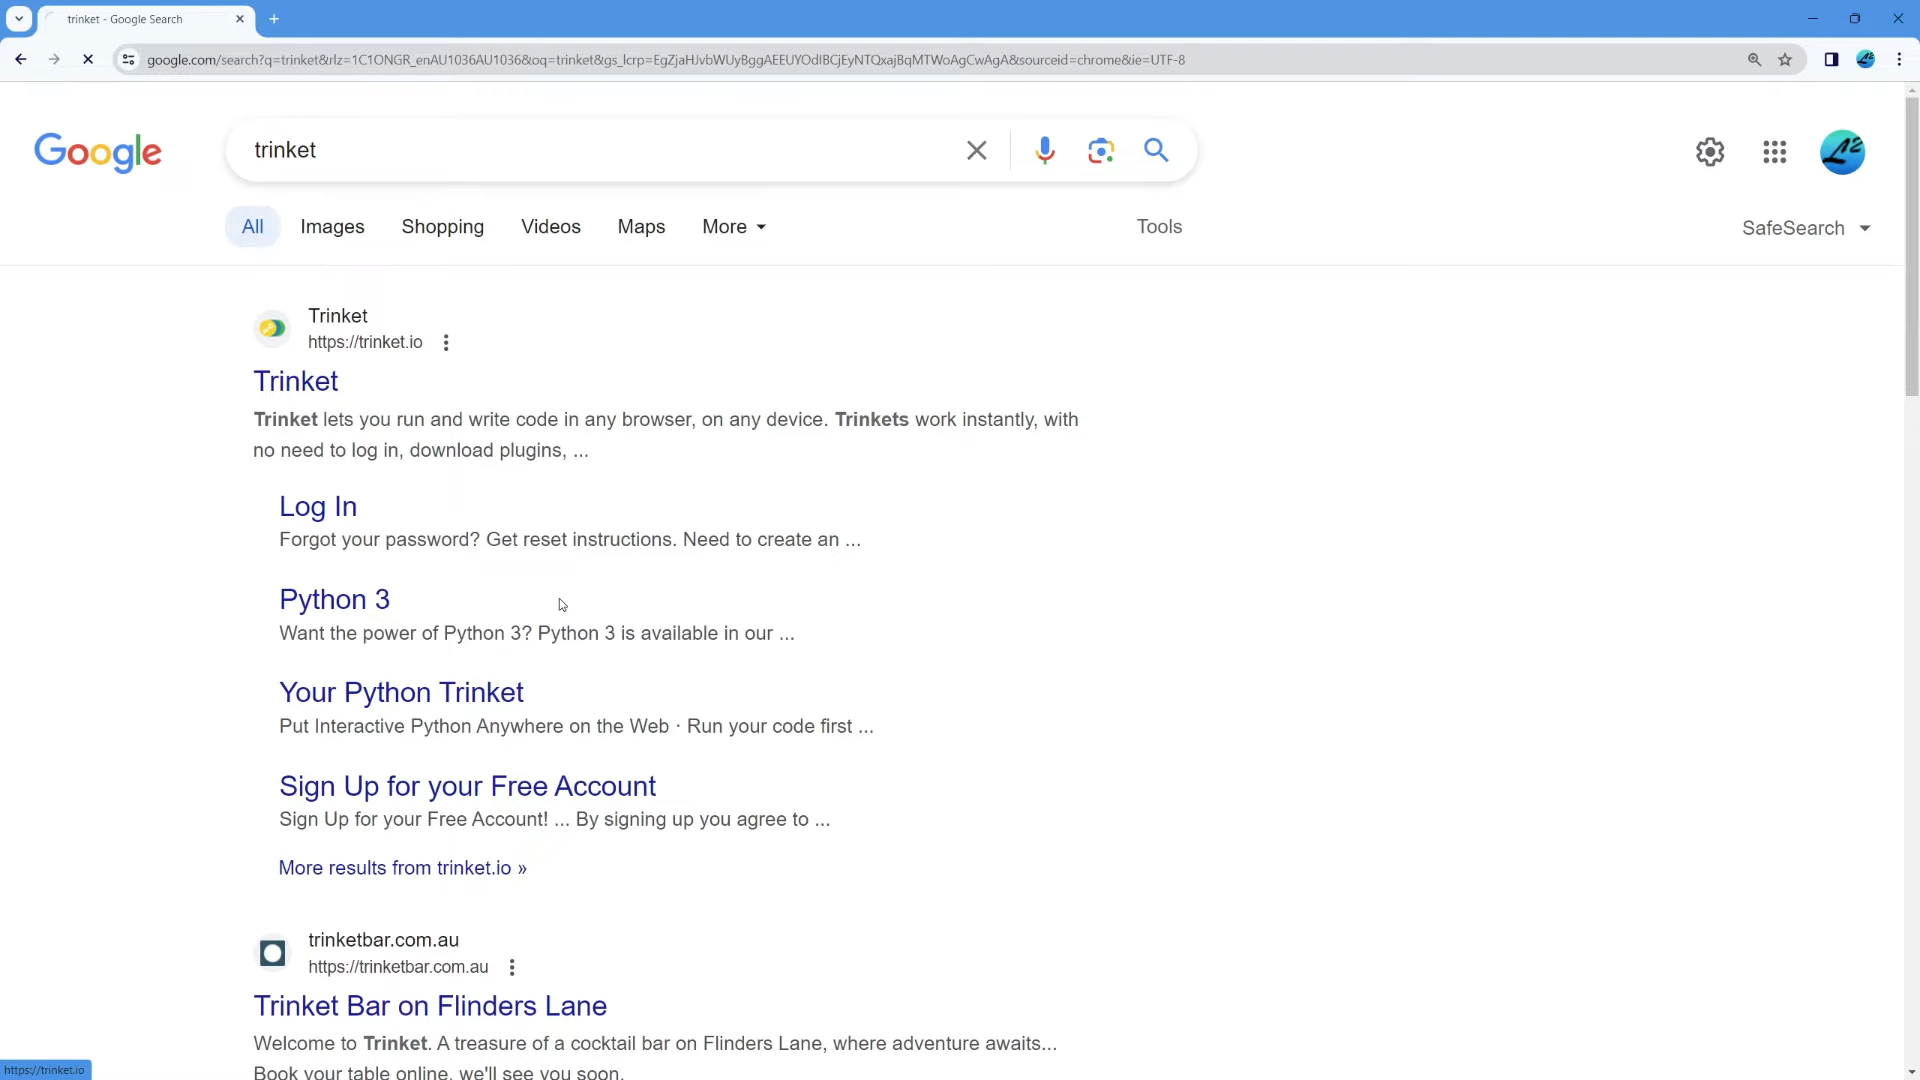 trinket - Google Search
google.com/search?q=trinket&rlz=1C1ONGR_enAU1036AU1036&oq=trinket&gs_lcrp=EgZjaHJvbWUyBggAEEUYOdIBCjEyNTQxajBqMTWoAgCwAgA&sourceid=chrome&ie=UTF-8
Google
trinket
All Images Shopping Videos Maps More Tools SafeSearch
Trinket
https://trinket.io
Trinket
Trinket lets you run and write code in any browser, on any device. Trinkets work instantly, with
no need to log in, download plugins, ...
Log In
Forgot your password? Get reset instructions. Need to create an ...
Python 3
Want the power of Python 3? Python 3 is available in our ...
Your Python Trinket
Put Interactive Python Anywhere on the Web · Run your code first ...
Sign Up for your Free Account
Sign Up for your Free Account! ... By signing up you agree to ...
More results from trinket.io »
trinketbar.com.au
https://trinketbar.com.au
Trinket Bar on Flinders Lane
Welcome to Trinket. A treasure of a cocktail bar on Flinders Lane, where adventure awaits...
Book your table online, we'll see you soon.
https://trinket.io